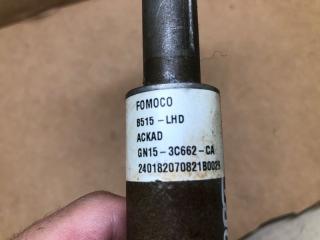 FOMOCO
B515 -LHD
ACKAD
GN15-3C662-CA
240182070821B0029